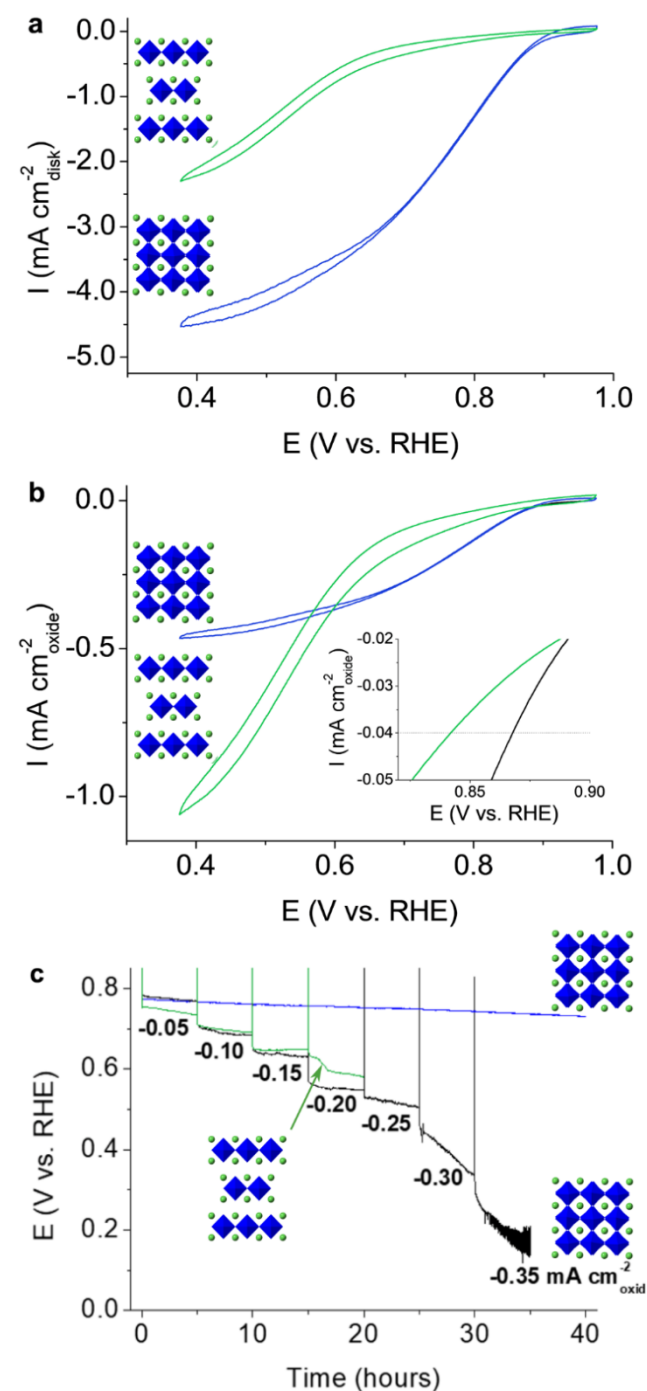 a
0.0
-1.0
-2.0
-3.0
-4.0
-5.0
I (mA cm⁻²disk)
0.4 0.6 0.8 1.0
E (V vs. RHE)
b
0.0
-0.5
-1.0
I (mA cm⁻²oxide)
-0.02
-0.03
-0.04
-0.05
I (mA cm⁻²oxide)
0.85 0.90
E (V vs. RHE)
0.4 0.6 0.8 1.0
E (V vs. RHE)
c
0.8
0.6
0.4
0.2
0.0
E (V vs. RHE)
-0.05
-0.10
-0.15
-0.20
-0.25
-0.30
-0.35 mA cm⁻²oxid
0 10 20 30 40
Time (hours)